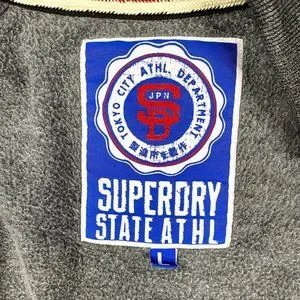 TOKYO CITY ATHL. DEPARTMENT
JPN
SD
SUPERDRY
STATE ATHL
L